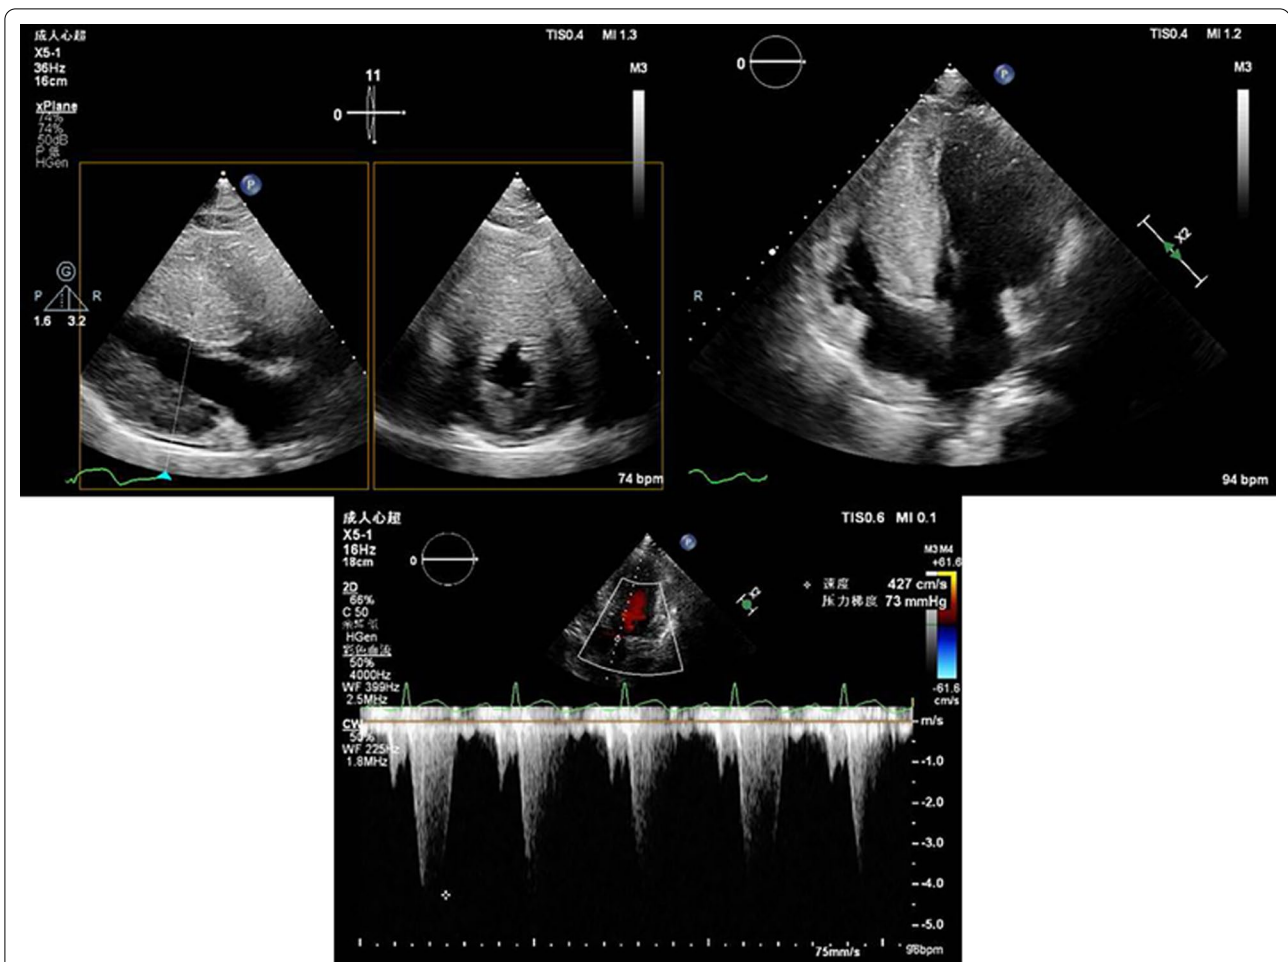 成人心超
X5-1
36Hz
16cm
xPlane
74%
74%
50dB
P 低
HGen
TIS0.4 MI 1.3
M3
11
0
P
G
P R
1.6 3.2
74 bpm
TIS0.4 MI 1.2
M3
0
P
R
X2
94 bpm
成人心超
X5-1
16Hz
18cm
2D
66%
C 50
HGen
彩色血流
50%
4000Hz
WF 399Hz
2.5MHz
CW
50%
WF 225Hz
1.8MHz
TIS0.6 MI 0.1
0
P
X2
M3 M4
+61.6
速度 427 cm/s
压力梯度 73 mmHg
-61.6
cm/s
m/s
-1.0
-2.0
-3.0
-4.0
-5.0
75mm/s
96bpm